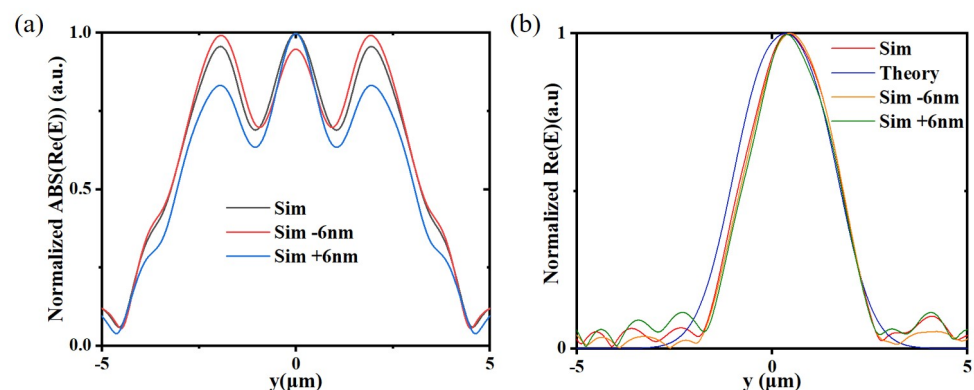 (a)
Normalized ABS(Re(E)) (a.u.)
1.0
0.5
0.0
Sim
Sim -6nm
Sim +6nm
-5
0
5
y(μm)
(b)
Normalized Re(E)(a.u)
1
0
Sim
Theory
Sim -6nm
Sim +6nm
-5
0
5
y (μm)